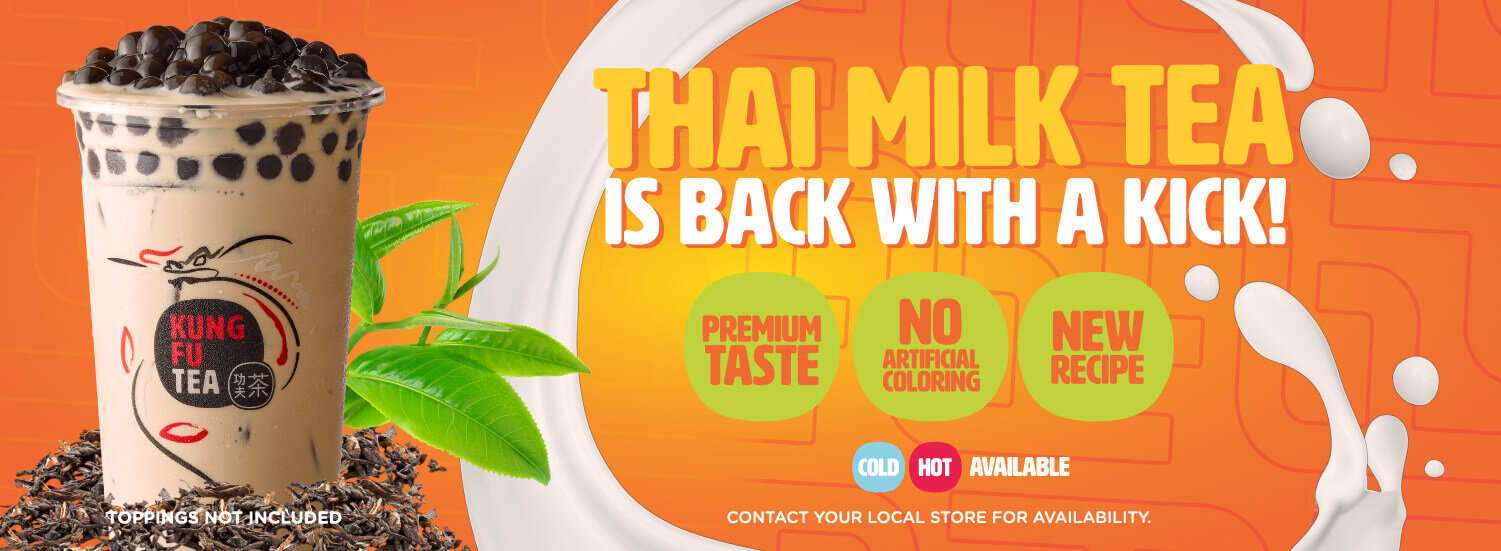 KUNG
FU
TEA
功夫
茶
TOPPINGS NOT INCLUDED
THAI MILK TEA
IS BACK WITH A KICK!
PREMIUM
TASTE
NO
ARTIFICIAL
COLORING
NEW
RECIPE
COLD HOT AVAILABLE
CONTACT YOUR LOCAL STORE FOR AVAILABILITY.